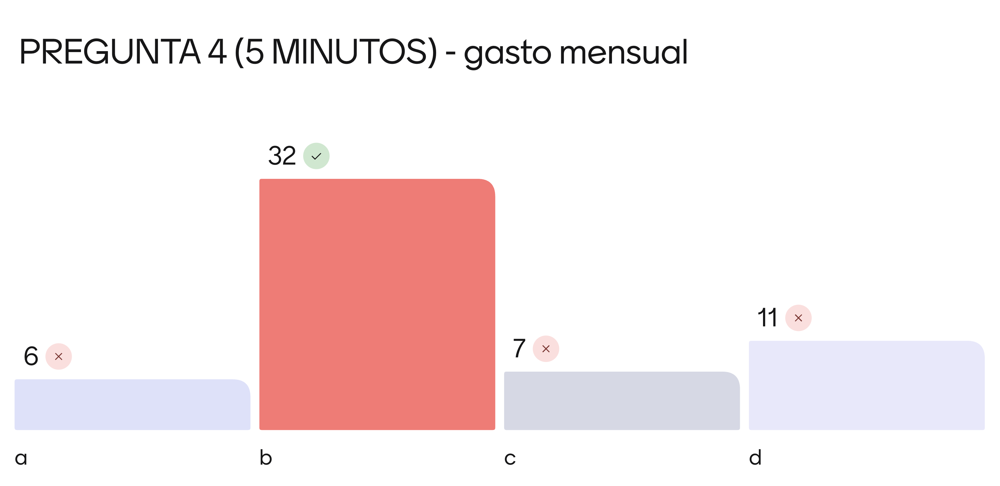 PREGUNTA 4 (5 MINUTOS) - gasto mensual
32
11
7
6
a
b
c
d